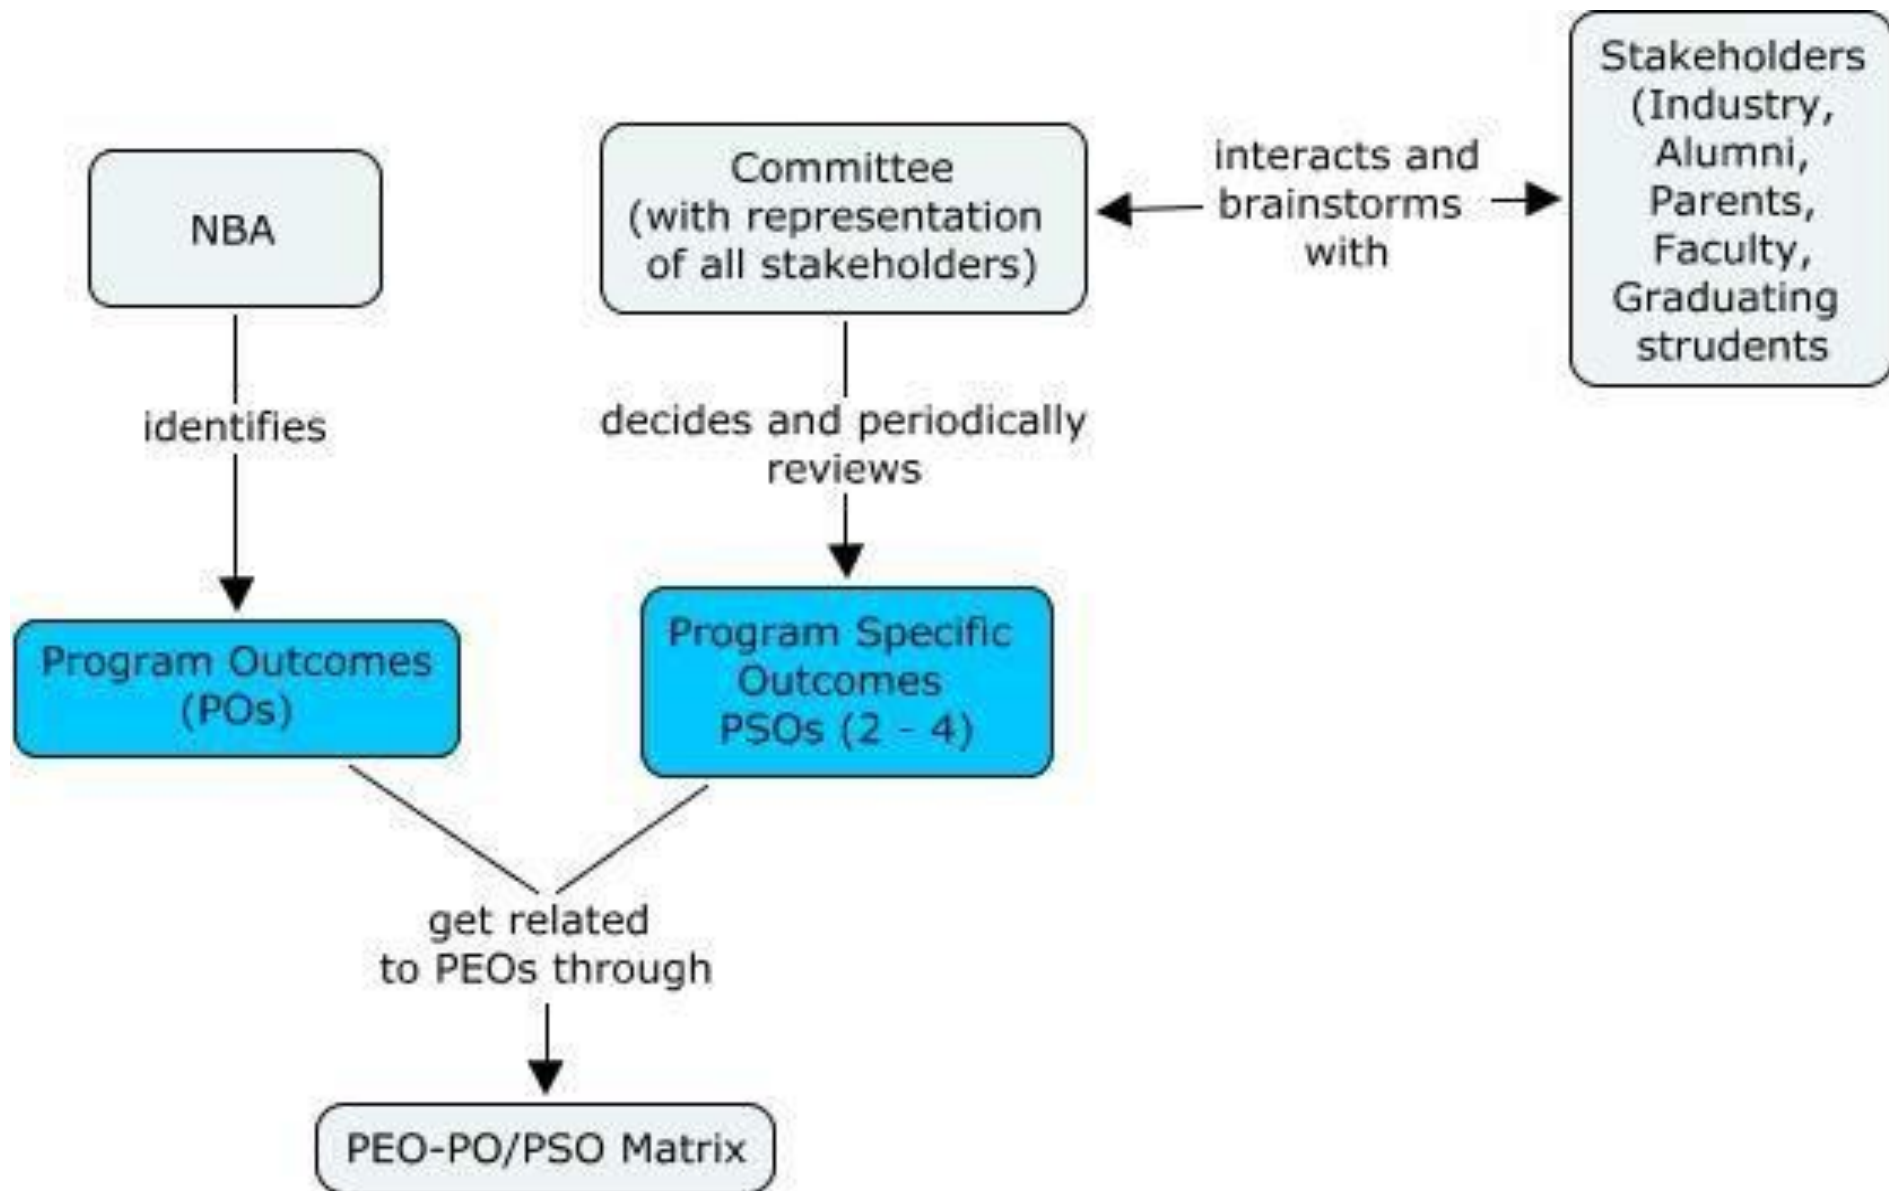 NBA
identifies
Program Outcomes
(POs)
Committee
(with representation
of all stakeholders)
decides and periodically
reviews
Program Specific
Outcomes
PSOs (2 - 4)
interacts and
brainstorms
with
Stakeholders
(Industry,
Alumni,
Parents,
Faculty,
Graduating
strudents
get related
to PEOs through
PEO-PO/PSO Matrix